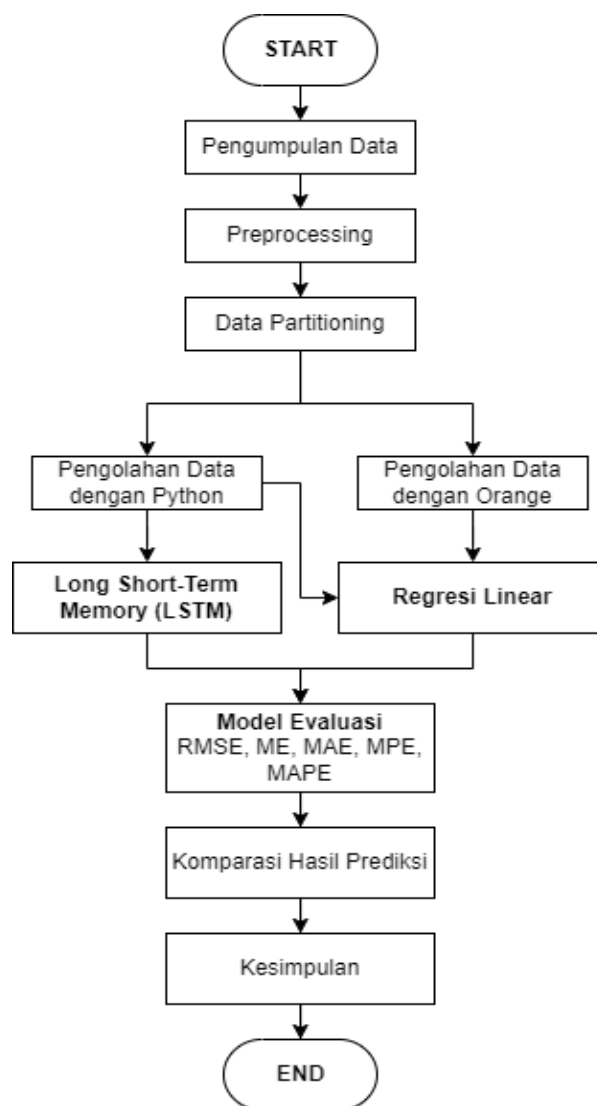 START
Pengumpulan Data
Preprocessing
Data Partitioning
Pengolahan Data
dengan Python
Pengolahan Data
dengan Orange
Long Short-Term
Memory (LSTM)
Regresi Linear
Model Evaluasi
RMSE, ME, MAE, MPE,
MAPE
Komparasi Hasil Prediksi
Kesimpulan
END